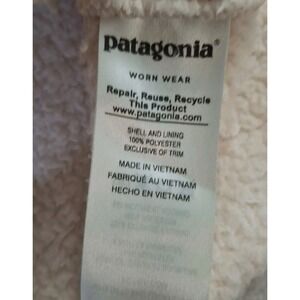 patagonia®
WORN WEAR
Repair, Reuse, Recycle
This Product
www.patagonia.com
SHELL AND LINING
100% POLYESTER
EXCLUSIVE OF TRIM
MADE IN VIETNAM
FABRIQUÉ AU VIETNAM
HECHO EN VIETNAM